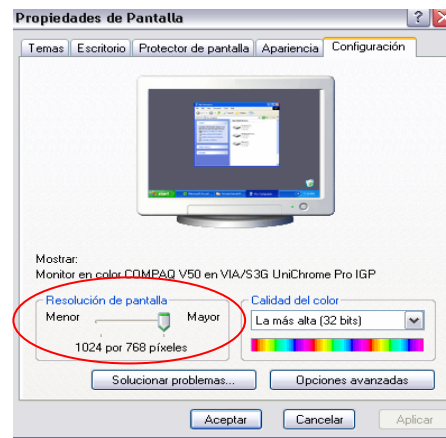 Propiedades de Pantalla
Temas Escritorio Protector de pantalla Apariencia Configuración
Mostrar:
Monitor en color COMPAQ V50 en VIA/S3G UniChrome Pro IGP
Resolución de pantalla
Menor Mayor
1024 por 768 píxeles
Calidad del color
La más alta (32 bits)
Solucionar problemas... Opciones avanzadas
Aceptar Cancelar Aplicar